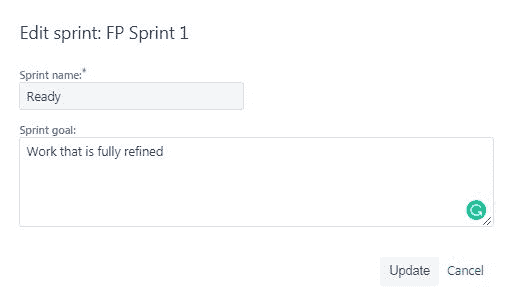 Edit sprint: FP Sprint 1
Sprint name:*
Ready
Sprint goal:
Work that is fully refined
Update Cancel